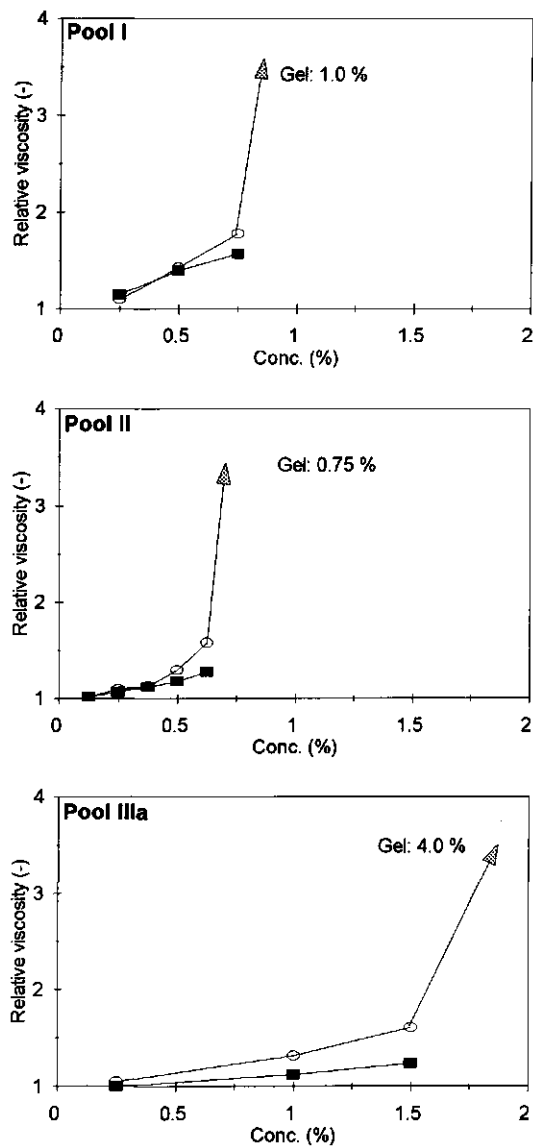 Pool I
4
3
2
1
Relative viscosity (-)
Gel: 1.0 %
0
0.5
1
1.5
2
Conc. (%)
Pool II
4
3
2
1
Relative viscosity (-)
Gel: 0.75 %
0
0.5
1
1.5
2
Conc. (%)
Pool IIIa
4
3
2
1
Relative viscosity (-)
Gel: 4.0 %
0
0.5
1
1.5
2
Conc. (%)